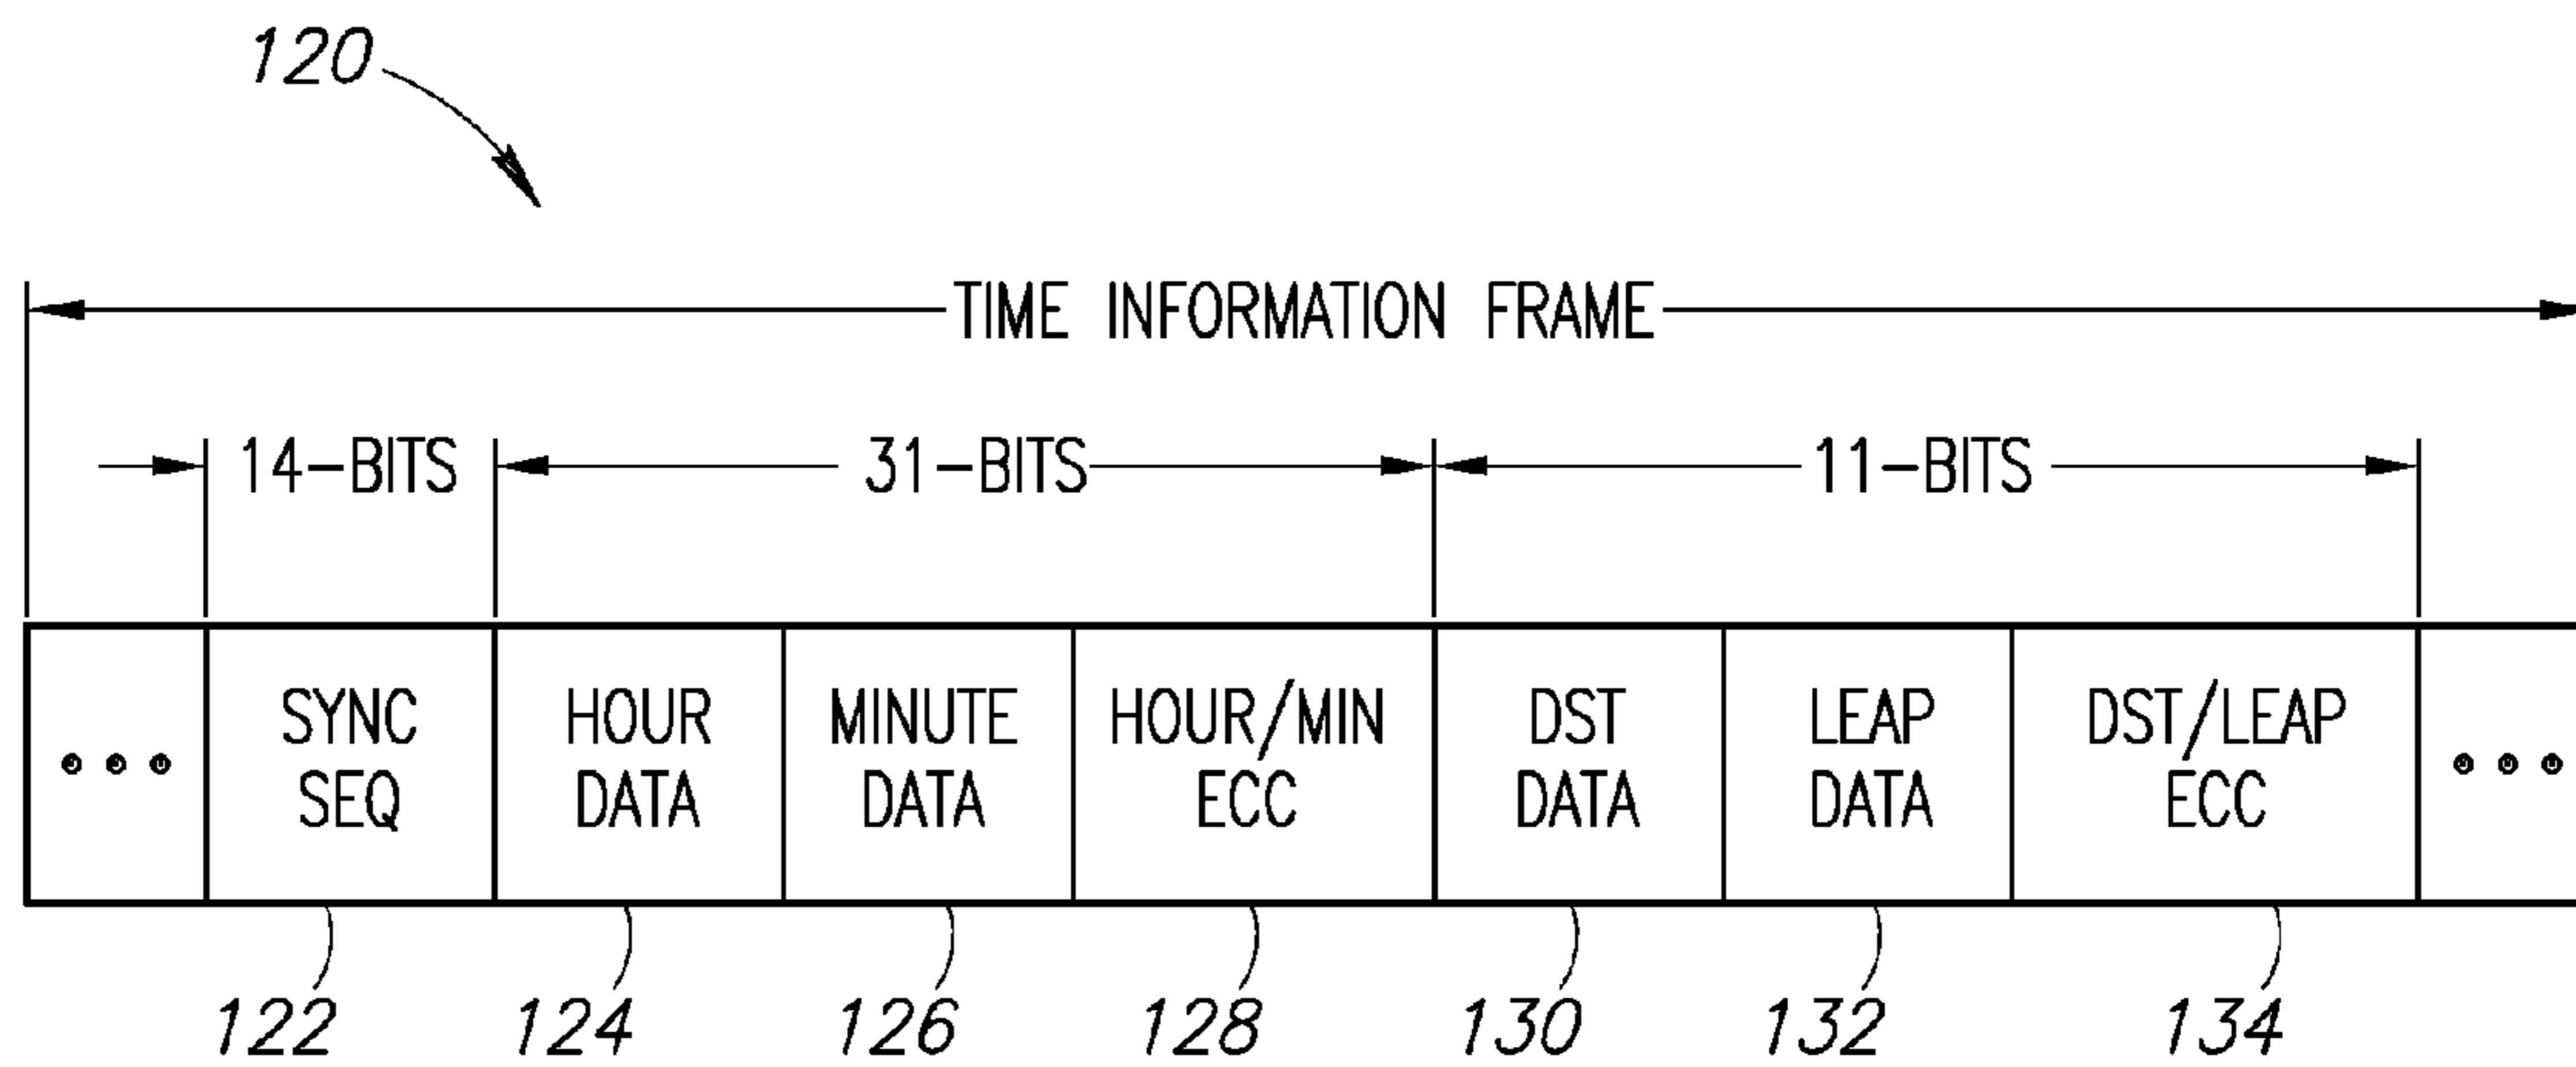 120
TIME INFORMATION FRAME
14-BITS
31-BITS
11-BITS
SYNC
SEQ
HOUR
DATA
MINUTE
DATA
HOUR/MIN
ECC
DST
DATA
LEAP
DATA
DST/LEAP
ECC
122
124
126
128
130
132
134